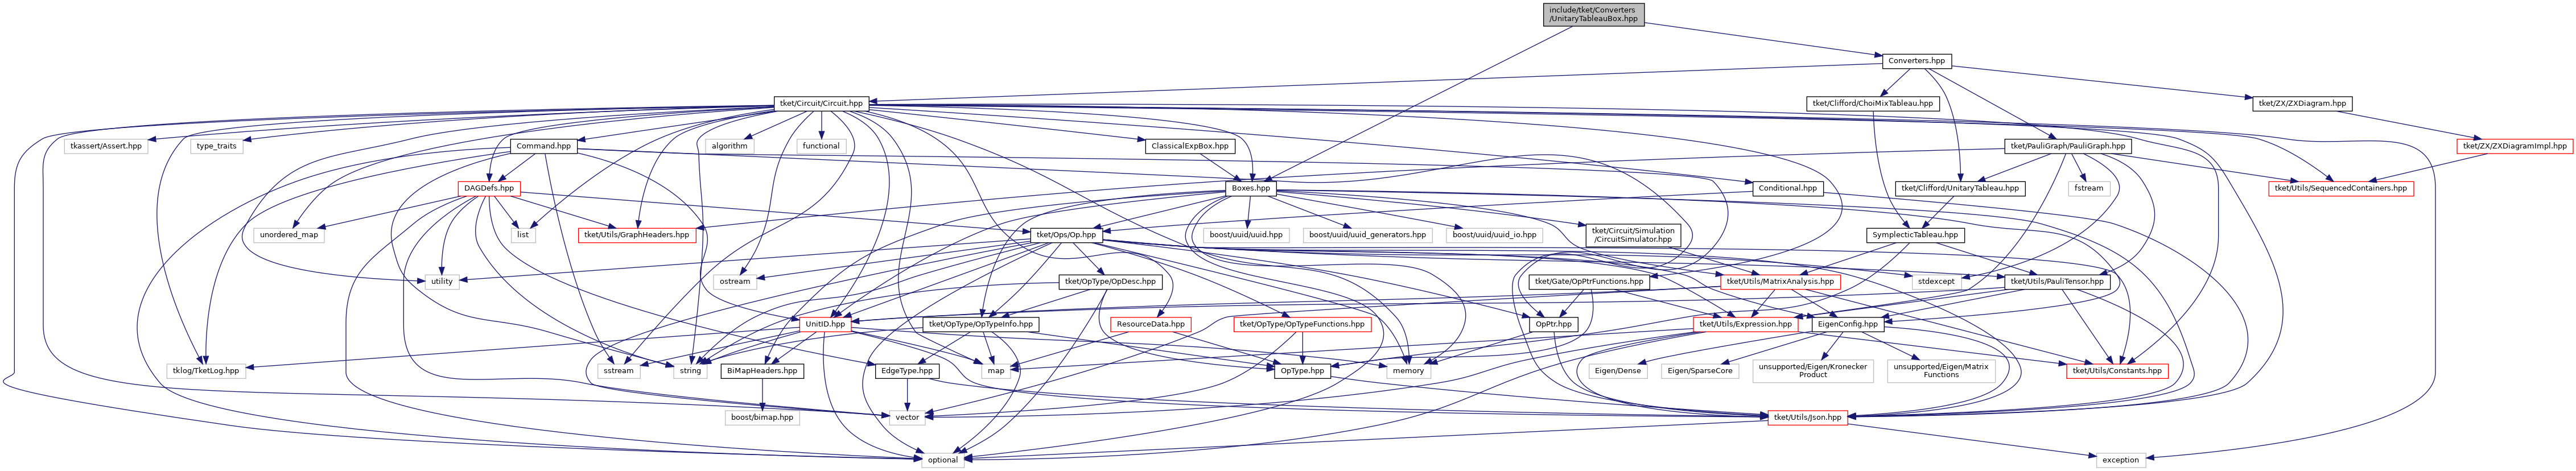 include/tket/Converters
/UnitaryTableauBox.hpp
Converters.hpp
tket/Circuit/Circuit.hpp
tket/Clifford/ChoiMixTableau.hpp
tket/ZX/ZXDiagram.hpp
tkassert/Assert.hpp
type_traits
Command.hpp
algorithm
functional
ClassicalExpBox.hpp
tket/PauliGraph/PauliGraph.hpp
tket/ZX/ZXDiagramImpl.hpp
DAGDefs.hpp
Boxes.hpp
Conditional.hpp
tket/Clifford/UnitaryTableau.hpp
fstream
tket/Utils/SequencedContainers.hpp
unordered_map
list
tket/Utils/GraphHeaders.hpp
tket/Ops/Op.hpp
boost/uuid/uuid.hpp
boost/uuid/uuid_generators.hpp
boost/uuid/uuid_io.hpp
tket/Circuit/Simulation
/CircuitSimulator.hpp
SymplecticTableau.hpp
utility
ostream
tket/OpType/OpDesc.hpp
tket/Gate/OpPtrFunctions.hpp
tket/Utils/MatrixAnalysis.hpp
stdexcept
tket/Utils/PauliTensor.hpp
UnitID.hpp
tket/OpType/OpTypeInfo.hpp
ResourceData.hpp
tket/OpType/OpTypeFunctions.hpp
OpPtr.hpp
tket/Utils/Expression.hpp
EigenConfig.hpp
tklog/TketLog.hpp
sstream
string
BiMapHeaders.hpp
EdgeType.hpp
map
OpType.hpp
memory
Eigen/Dense
Eigen/SparseCore
unsupported/Eigen/Kronecker
Product
unsupported/Eigen/Matrix
Functions
tket/Utils/Constants.hpp
boost/bimap.hpp
vector
tket/Utils/Json.hpp
optional
exception